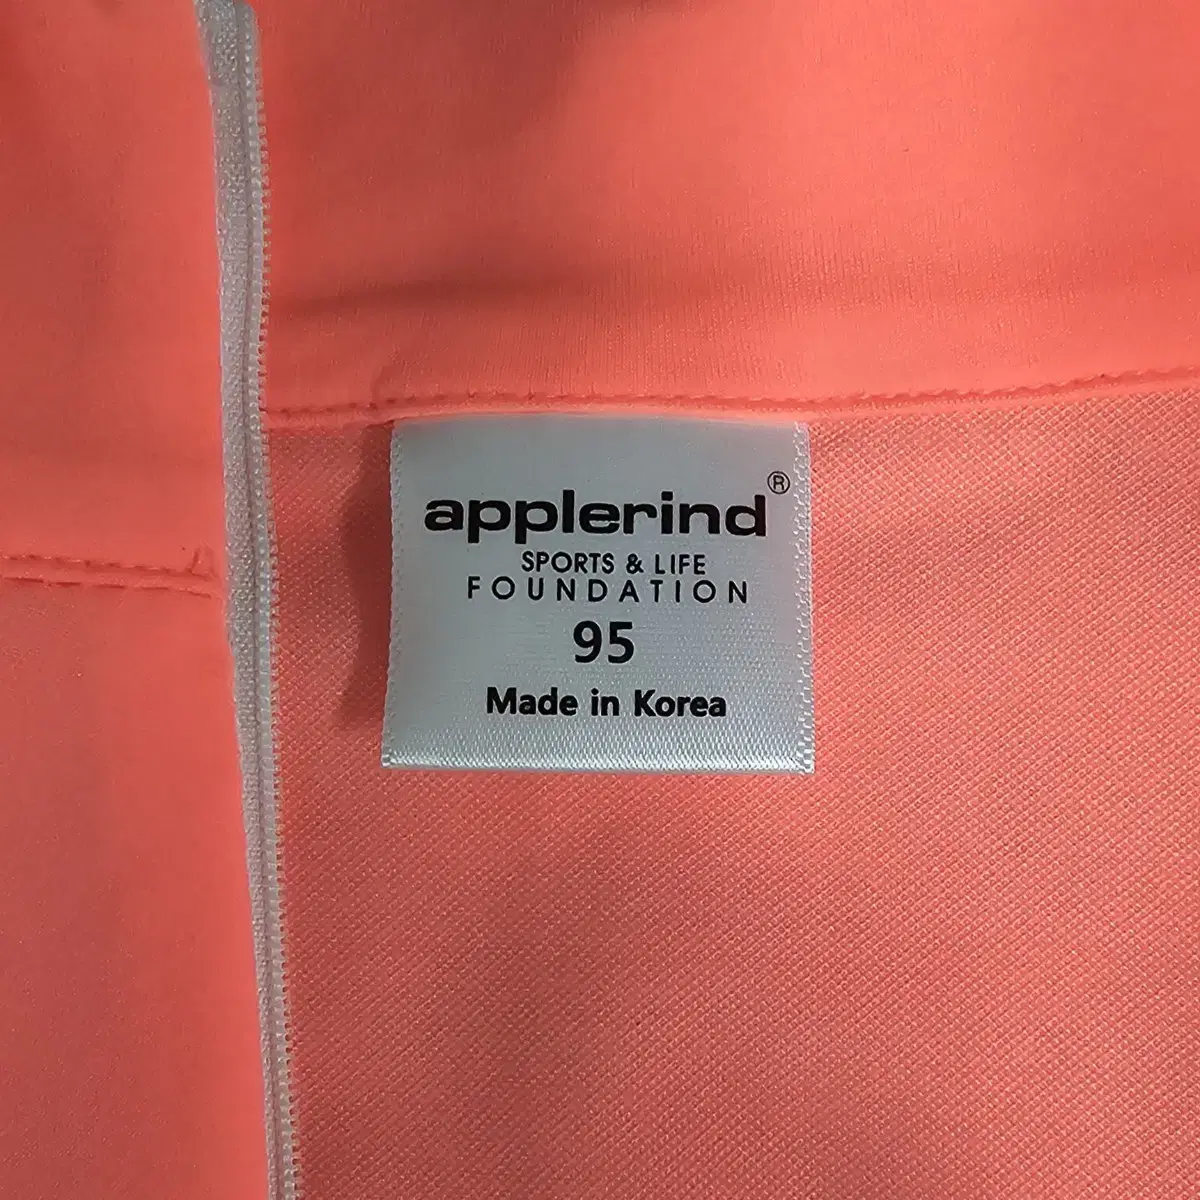 applerind®
SPORTS & LIFE
FOUNDATION
95
Made in Korea